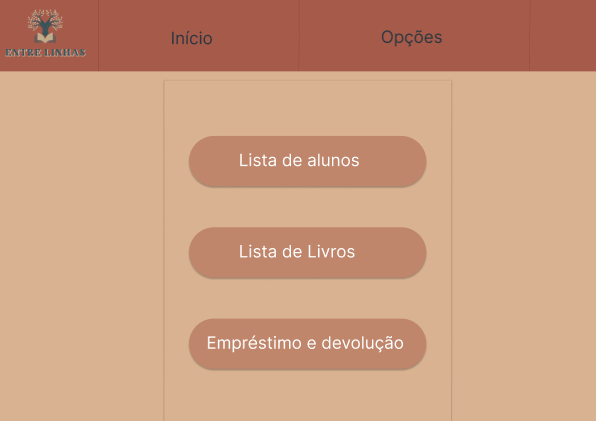 ENTRE LINHAS
Início
Opções
Lista de alunos
Lista de Livros
Empréstimo e devolução